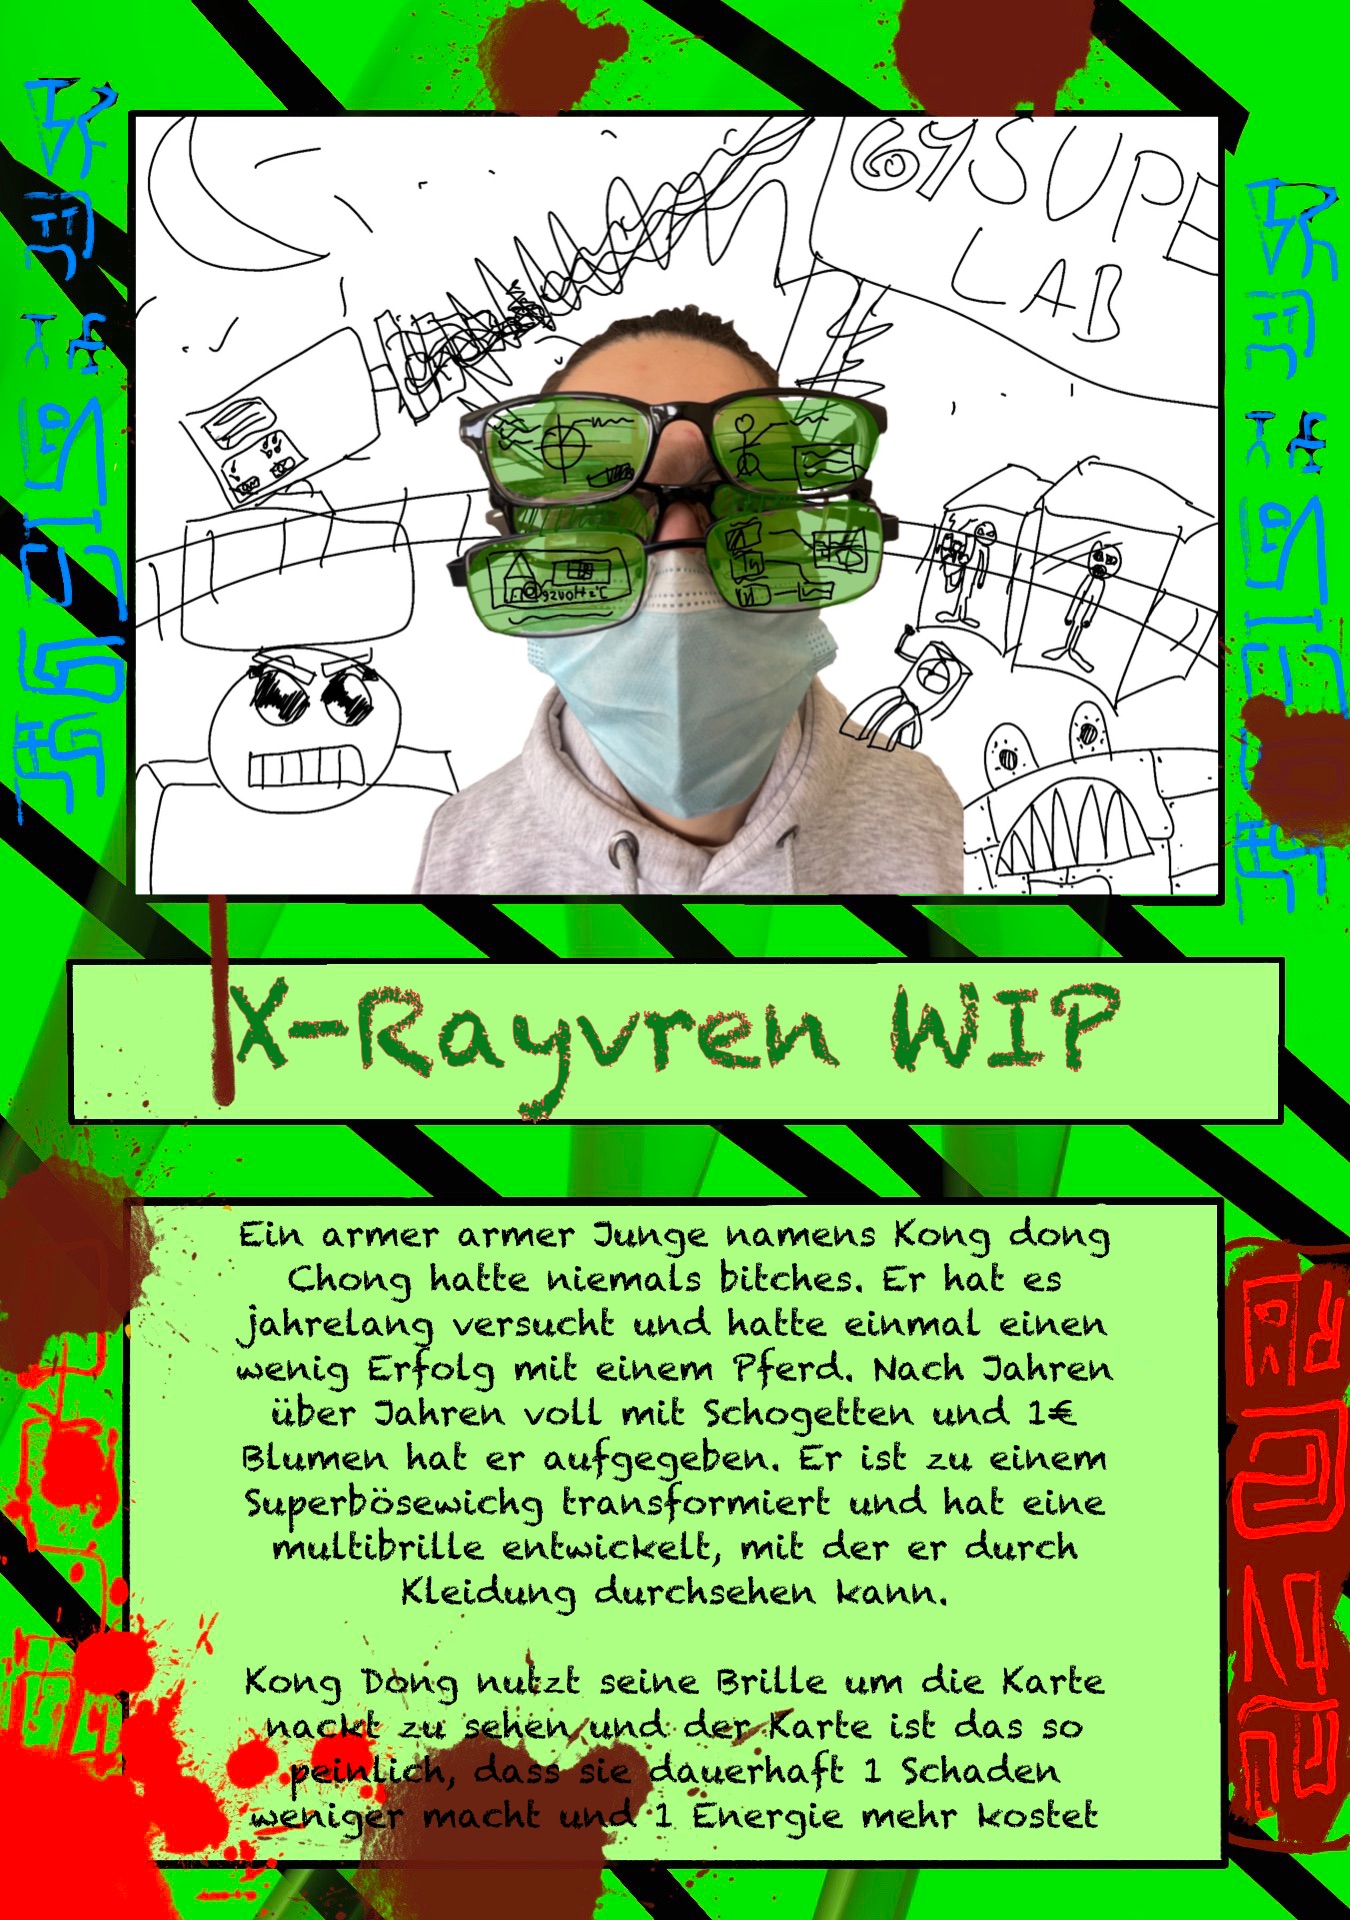 SUPE
LAB
92volt 2°C
X-Rayvren WIP
Ein armer armer Junge namens Kong dong
Chong hatte niemals bitches. Er hat es
jahrelang versucht und hatte einmal einen
wenig Erfolg mit einem Pferd. Nach Jahren
über Jahren voll mit Schogetten und 1€
Blumen hat er aufgegeben. Er ist zu einem
Superbösewichg transformiert und hat eine
multibrille entwickelt, mit der er durch
Kleidung durchsehen kann.
Kong Dong nutzt seine Brille um die Karte
nackt zu sehen und der Karte ist das so
peinlich, dass sie dauerhaft 1 Schaden
weniger macht und 1 Energie mehr kostet